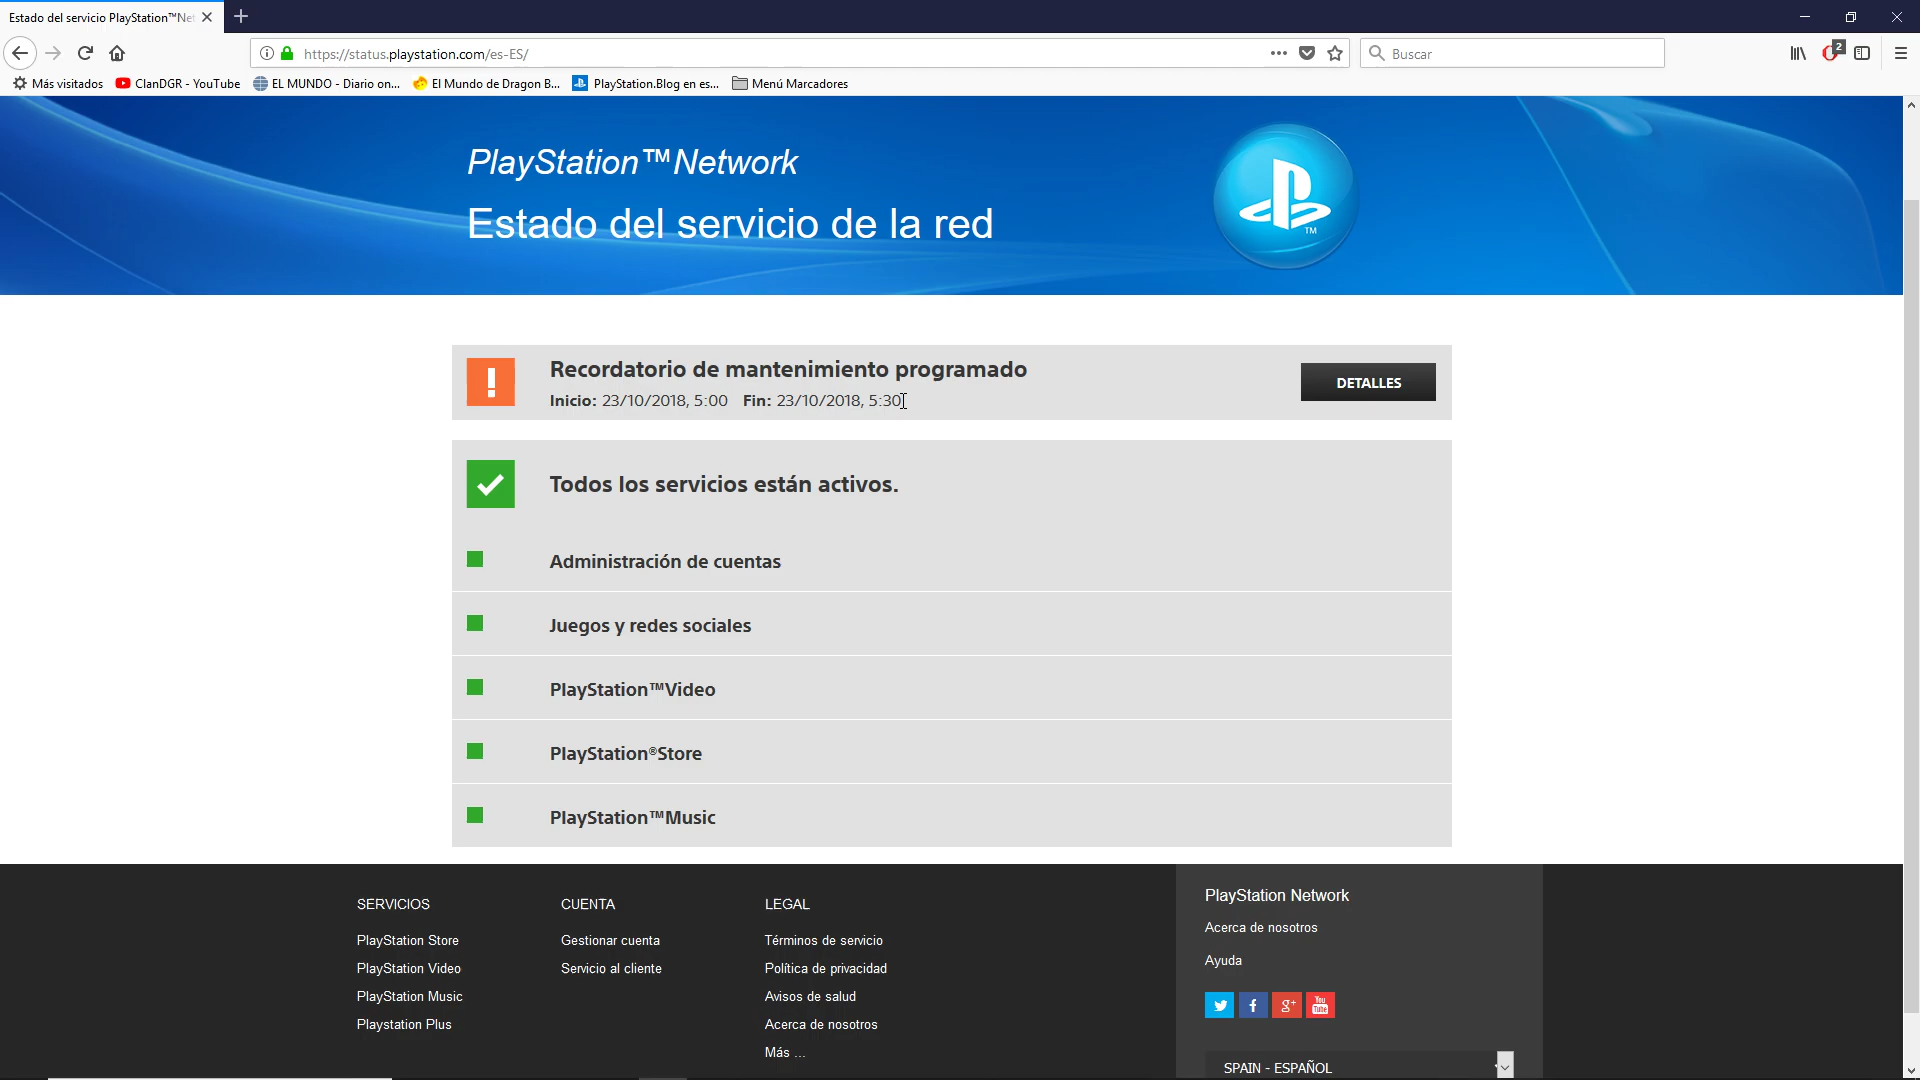 Estado del servicio PlayStation™Net
https://status.playstation.com/es-ES/
Buscar
2
Más visitados
ClanDGR - YouTube
EL MUNDO - Diario on...
El Mundo de Dragon B...
PlayStation.Blog en es...
Menú Marcadores
PlayStation™Network
Estado del servicio de la red
TM
Recordatorio de mantenimiento programado
Inicio: 23/10/2018, 5:00 Fin: 23/10/2018, 5:30
DETALLES
Todos los servicios están activos.
Administración de cuentas
Juegos y redes sociales
PlayStation™Video
PlayStation®Store
PlayStation™Music
SERVICIOS
PlayStation Store
PlayStation Video
PlayStation Music
Playstation Plus
CUENTA
Gestionar cuenta
Servicio al cliente
LEGAL
Términos de servicio
Política de privacidad
Avisos de salud
Acerca de nosotros
Más ...
PlayStation Network
Acerca de nosotros
Ayuda
g+
You Tube
SPAIN - ESPAÑOL